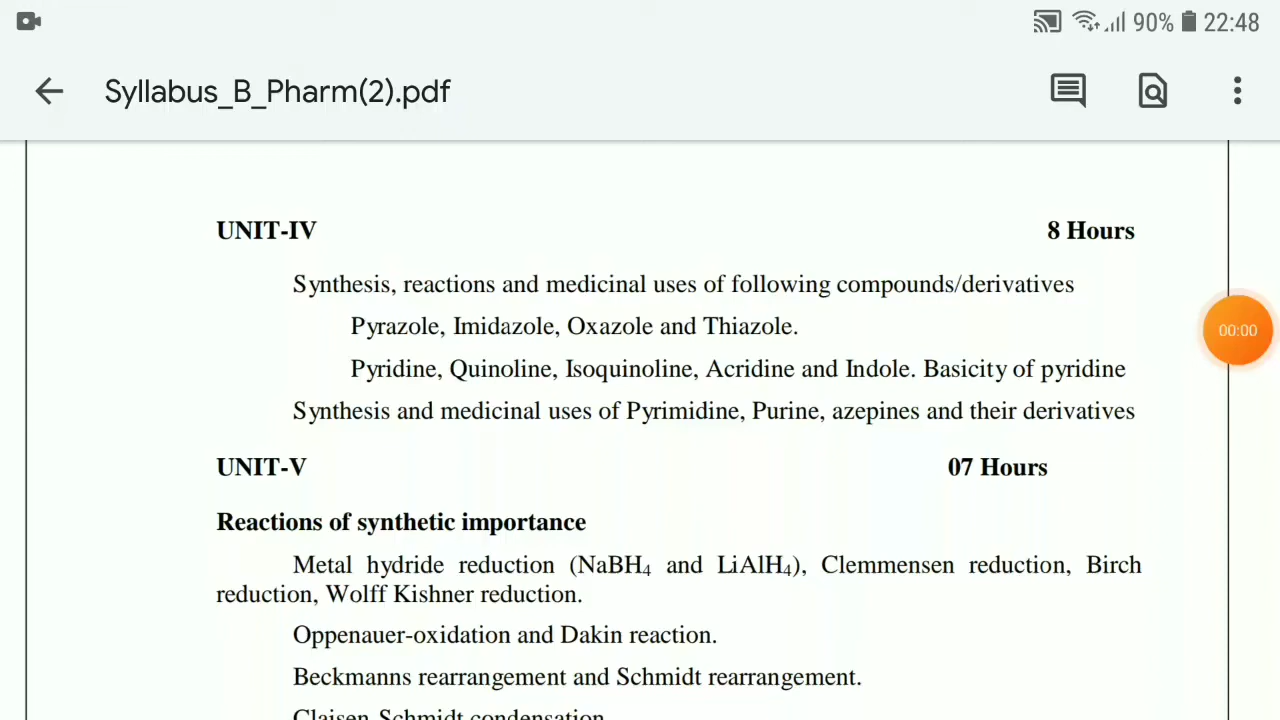 90% 22:48
Syllabus_B_Pharm(2).pdf
UNIT-IV 8 Hours
Synthesis, reactions and medicinal uses of following compounds/derivatives
Pyrazole, Imidazole, Oxazole and Thiazole.
00:00
Pyridine, Quinoline, Isoquinoline, Acridine and Indole. Basicity of pyridine
Synthesis and medicinal uses of Pyrimidine, Purine, azepines and their derivatives
UNIT-V 07 Hours
Reactions of synthetic importance
Metal hydride reduction (NaBH₄ and LiAlH₄), Clemmensen reduction, Birch
reduction, Wolff Kishner reduction.
Oppenauer-oxidation and Dakin reaction.
Beckmanns rearrangement and Schmidt rearrangement.
Claisen-Schmidt condensation